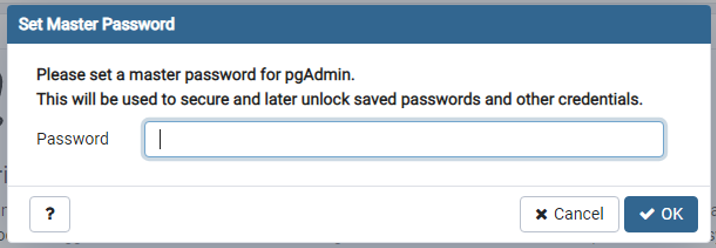 Set Master Password
Please set a master password for pgAdmin.
This will be used to secure and later unlock saved passwords and other credentials.
Password
?
Cancel
OK